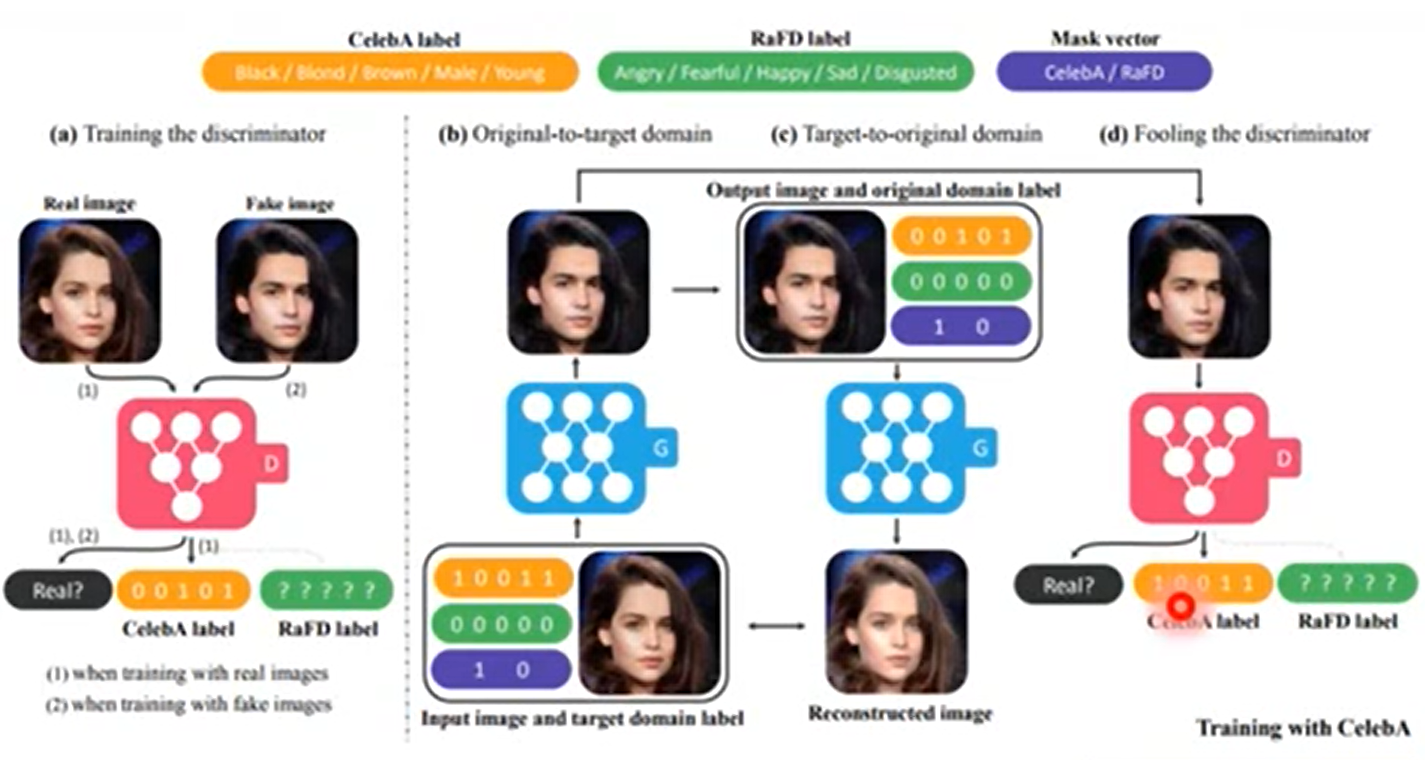 CelebA label
RaFD label
Mask vector
Black / Blond / Brown / Male / Young
Angry / Fearful / Happy / Sad / Disgusted
CelebA / RaFD
(a) Training the discriminator
(b) Original-to-target domain
(c) Target-to-original domain
(d) Fooling the discriminator
Real image
Fake image
(1)
(2)
D
(1), (2)
(1)
Real?
0 0 1 0 1
? ? ? ? ?
CelebA label
RaFD label
(1) when training with real images
(2) when training with fake images
Output image and original domain label
0 0 1 0 1
0 0 0 0 0
1 0
G
G
1 0 0 1 1
0 0 0 0 0
1 0
Input image and target domain label
Reconstructed image
D
Real?
1 0 0 1 1
? ? ? ? ?
CelebA label
RaFD label
Training with CelebA